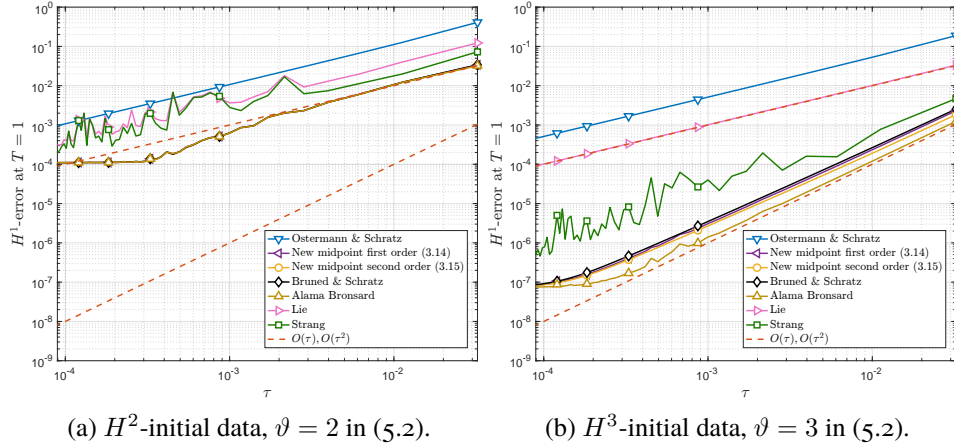 10^0
10^-1
10^-2
10^-3
10^-4
10^-5
10^-6
10^-7
10^-8
10^-9
H^1-error at T = 1
10^-4
10^-3
10^-2
τ
Ostermann & Schratz
New midpoint first order (3.14)
New midpoint second order (3.15)
Bruned & Schratz
Alama Bronsard
Lie
Strang
O(τ), O(τ^2)
(a) H^2-initial data, ϑ = 2 in (5.2).
10^0
10^-1
10^-2
10^-3
10^-4
10^-5
10^-6
10^-7
10^-8
10^-9
H^1-error at T = 1
10^-4
10^-3
10^-2
τ
Ostermann & Schratz
New midpoint first order (3.14)
New midpoint second order (3.15)
Bruned & Schratz
Alama Bronsard
Lie
Strang
O(τ), O(τ^2)
(b) H^3-initial data, ϑ = 3 in (5.2).